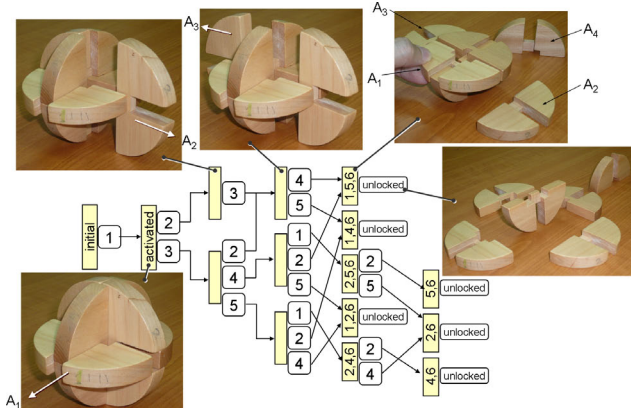 A₃
A₂
A₃
A₄
A₁
A₂
initial
1
activated
2
3
3
2
4
5
4
5
1
2
5
1
2
4
1,5,6
unlocked
1,4,6
unlocked
2,5,6
2
5
1,2,6
unlocked
2,4,6
2
4
5,6
unlocked
2,6
unlocked
4,6
unlocked
A₁